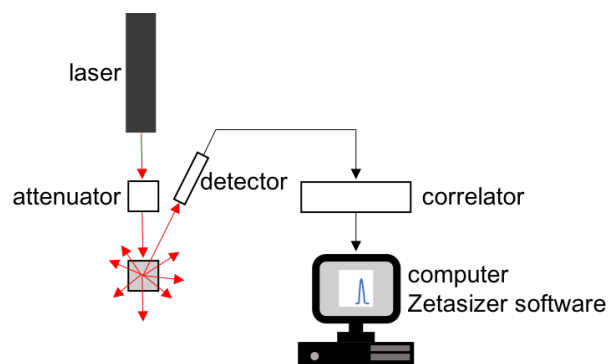 laser
attenuator
detector
correlator
computer
Zetasizer software